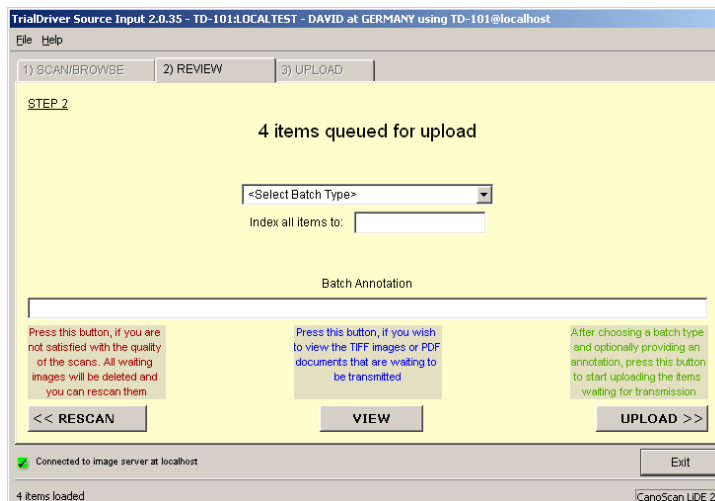 TrialDriver Source Input 2.0.35 - TD-101:LOCALTEST - DAVID at GERMANY using TD-101@localhost
File Help
1) SCAN/BROWSE 2) REVIEW 3) UPLOAD
STEP 2
4 items queued for upload
<Select Batch Type>
Index all items to:
Batch Annotation
Press this button, if you are
not satisfied with the quality
of the scans. All waiting
images will be deleted and
you can rescan them
Press this button, if you wish
to view the TIFF images or PDF
documents that are waiting to
be transmitted
After choosing a batch type
and optionally providing an
annotation, press this button
to start uploading the items
waiting for transmission
<< RESCAN
VIEW
UPLOAD >>
Connected to image server at localhost
Exit
4 items loaded
CanoScan LiDE 2